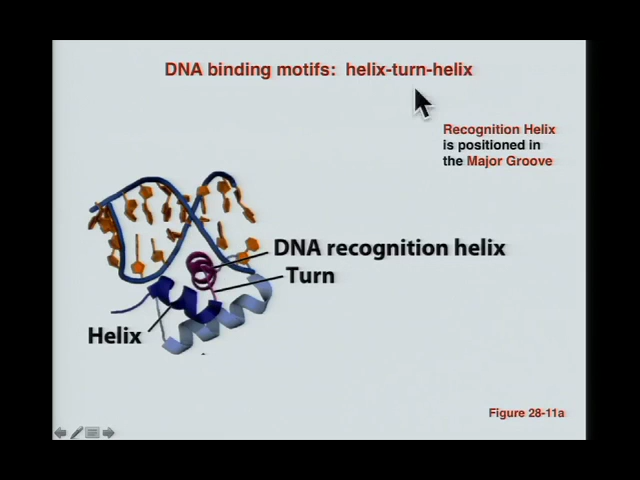 DNA binding motifs: helix-turn-helix
Recognition Helix
is positioned in
the Major Groove
DNA recognition helix
Turn
Helix
Figure 28-11a